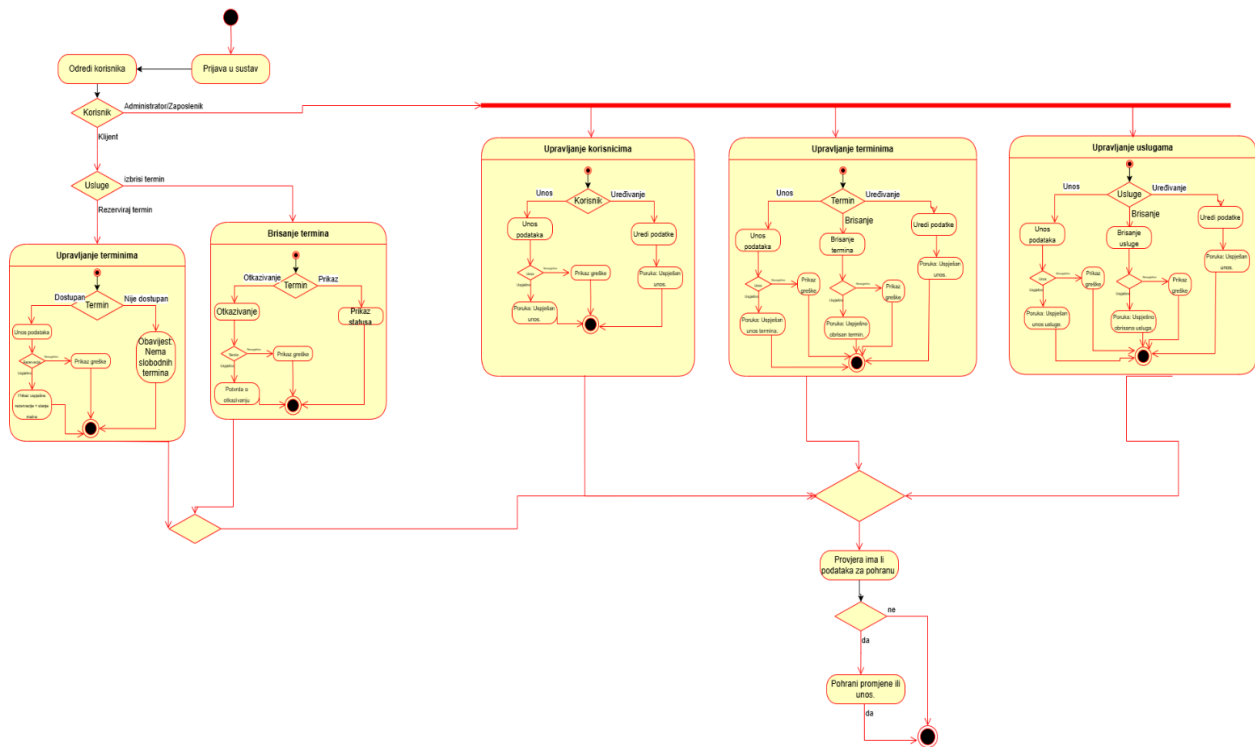 Odredi korisnika
Prijava u sustav
Korisnik
Administrator/Zaposlenik
Klijent
Usluge
izbrisi termin
Rezerviraj termin
Upravljanje terminima
Termin
Dostupan
Nije dostupan
Unos podataka
Prikaz greške
Obavijest:
Nema
slobodnih
termina
Brisanje termina
Otkazivanje
Termin
Prikaz
Otkazivanje
Prikaz
statusa
Prikaz greške
Potvrda o
otkazivanju
Upravljanje korisnicima
Unos
Korisnik
Uređivanje
Unos
podataka
Uredi podatke
Prikaz greške
Poruka: Uspješan
unos.
Poruka: Uspješan
unos.
Upravljanje terminima
Unos
Termin
Uređivanje
Brisanje
Unos
podataka
Brisanje
termina
Uredi podatke
Prikaz
greške.
Prikaz
greške.
Poruka: Uspješan
unos.
Poruka: Uspješan
unos termina.
Poruka: Uspješno
obrisan termin.
Upravljanje uslugama
Unos
Usluge
Uređivanje
Brisanje
Unos
podataka
Brisanje
usluge
Uredi podatke
Prikaz
greške.
Prikaz
greške.
Poruka: Uspješan
unos.
Poruka: Uspješan
unos usluge.
Poruka: Uspješno
obrisana usluga.
Provjera ima li
podataka za pohranu
ne
da
Pohrani promjene ili
unos.
da